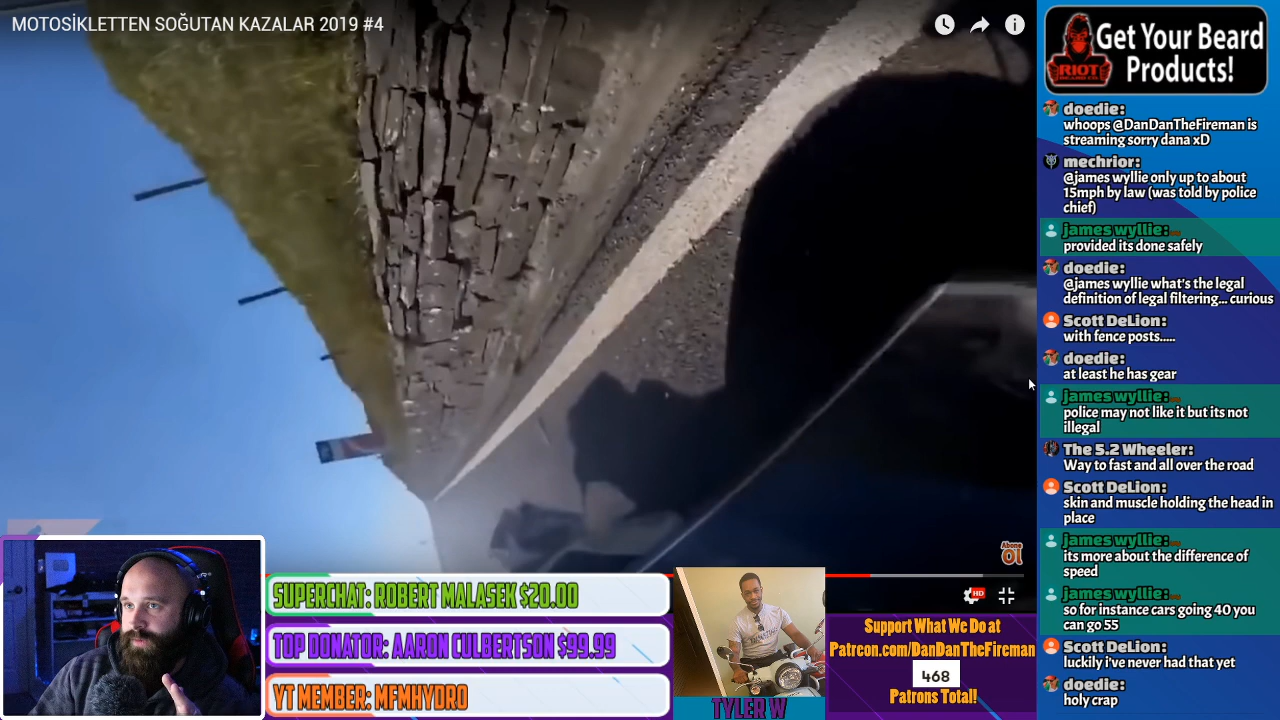 MOTOSİKLETTEN SOĞUTAN KAZALAR 2019 #4
Get Your Beard
Products!
RIOT
BEARD CO.
doedie:
whoops @DanDanTheFireman is
streaming sorry dana xD
mechrior:
@james wyllie only up to about
15mph by law (was told by police
chief)
james wyllie:
provided its done safely
doedie:
@james wyllie what's the legal
definition of legal filtering... curious
Scott DeLion:
with fence posts.....
doedie:
at least he has gear
james wyllie:
police may not like it but its not
illegal
The 5.2 Wheeler:
Way to fast and all over the road
Scott DeLion:
skin and muscle holding the head in
place
james wyllie:
its more about the difference of
speed
james wyllie:
so for instance cars going 40 you
can go 55
Scott DeLion:
luckily i've never had that yet
doedie:
holy crap
Abone
Ol
HD
SUPERCHAT: ROBERT MALASEK $20.00
TOP DONATOR: AARON CULBERTSON $99.99
YT MEMBER: MFMHYDRO
TYLER W
Support What We Do at
Patreon.com/DanDanTheFireman
468
Patrons Total!